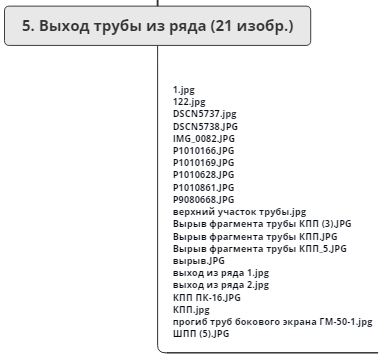 5. Выход трубы из ряда (21 изобр.)
1.jpg
122.jpg
DSCN5737.jpg
DSCN5738.JPG
IMG_0082.JPG
P1010166.JPG
P1010169.JPG
P1010628.JPG
P1010861.JPG
P9080668.JPG
верхний участок трубы.jpg
Вырыв фрагмента трубы КПП (3).JPG
Вырыв фрагмента трубы КПП.JPG
Вырыв фрагмента трубы КПП_5.JPG
вырыв.JPG
выход из ряда 1.jpg
выход из ряда 2.jpg
КПП ПК-16.JPG
КПП.jpg
прогиб труб бокового экрана ГМ-50-1.jpg
ШПП (5).JPG